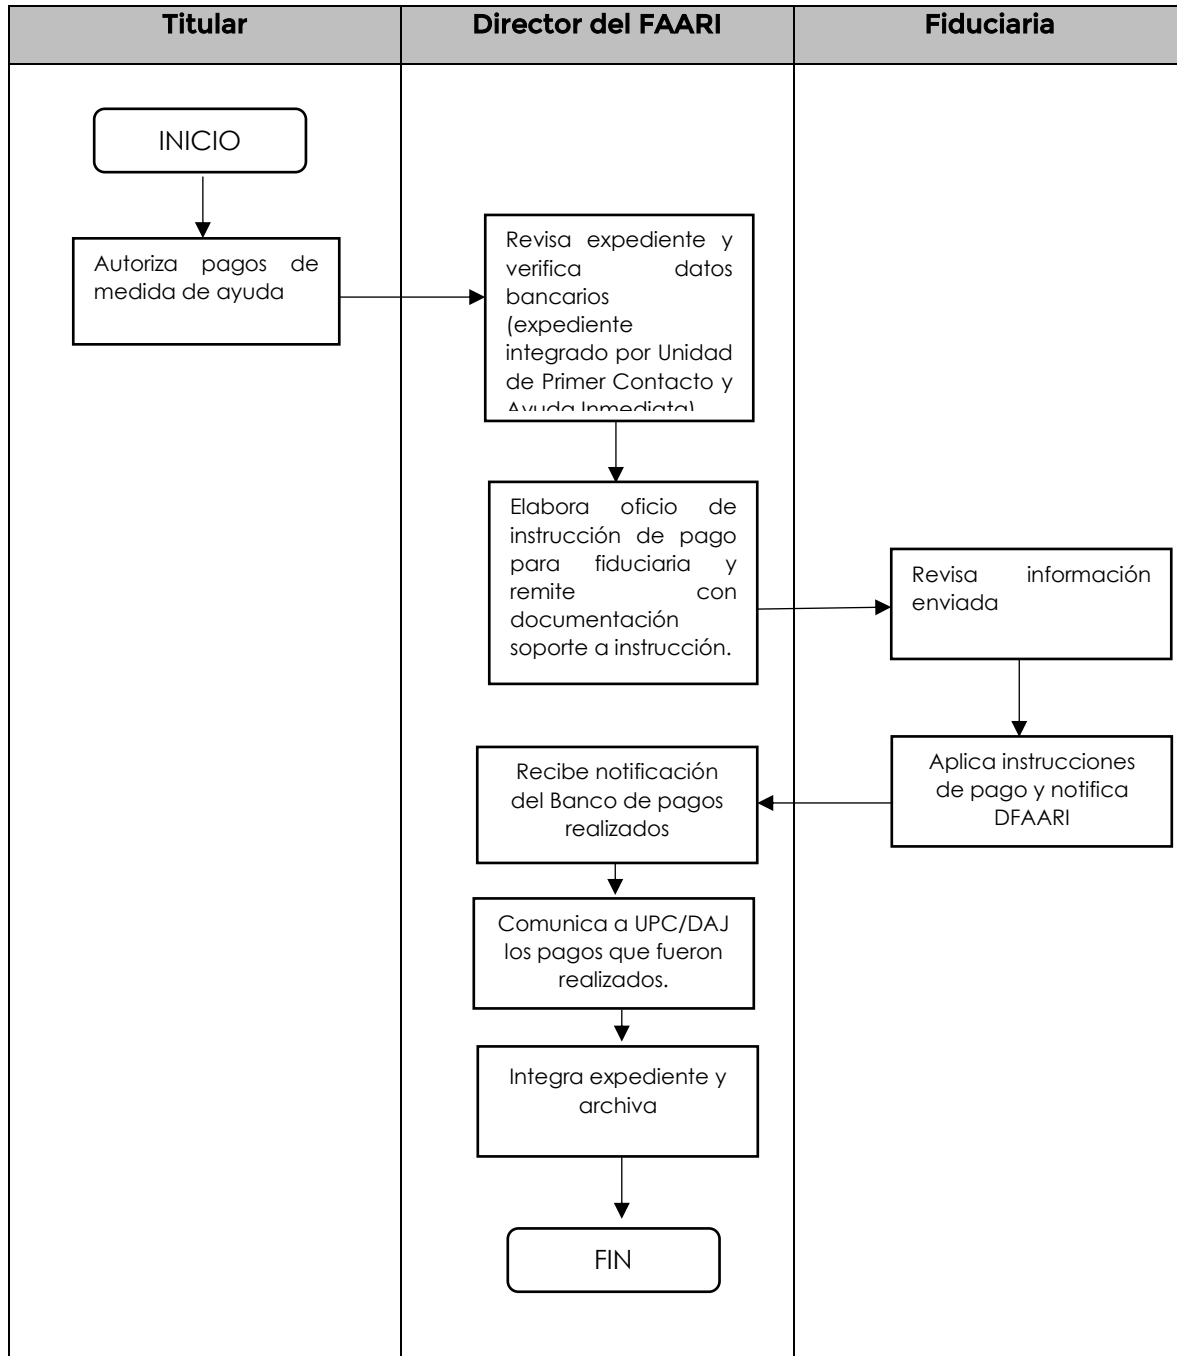 Titular
Director del FAARI
Fiduciaria
INICIO
Autoriza pagos de
medida de ayuda
Revisa expediente y
verifica datos
bancarios
(expediente
integrado por Unidad
de Primer Contacto y
Ayuda Inmediata)
Elabora oficio de
instrucción de pago
para fiduciaria y
remite con
documentación
soporte a instrucción.
Revisa información
enviada
Aplica instrucciones
de pago y notifica
DFAARI
Recibe notificación
del Banco de pagos
realizados
Comunica a UPC/DAJ
los pagos que fueron
realizados.
Integra expediente y
archiva
FIN